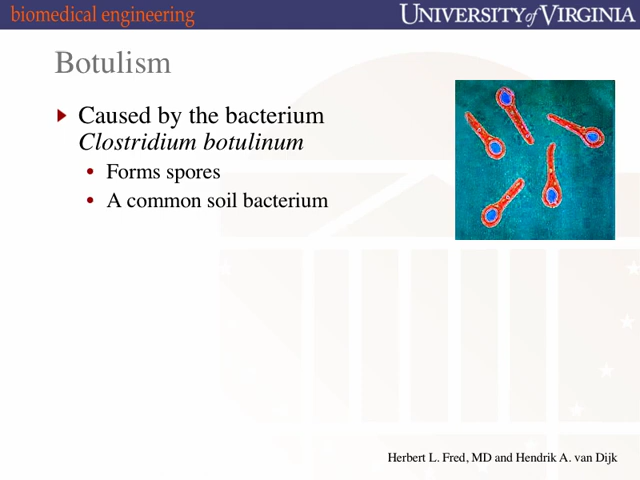 biomedical engineering
UNIVERSITY of VIRGINIA
Botulism
Caused by the bacterium
Clostridium botulinum
• Forms spores
• A common soil bacterium
Herbert L. Fred, MD and Hendrik A. van Dijk